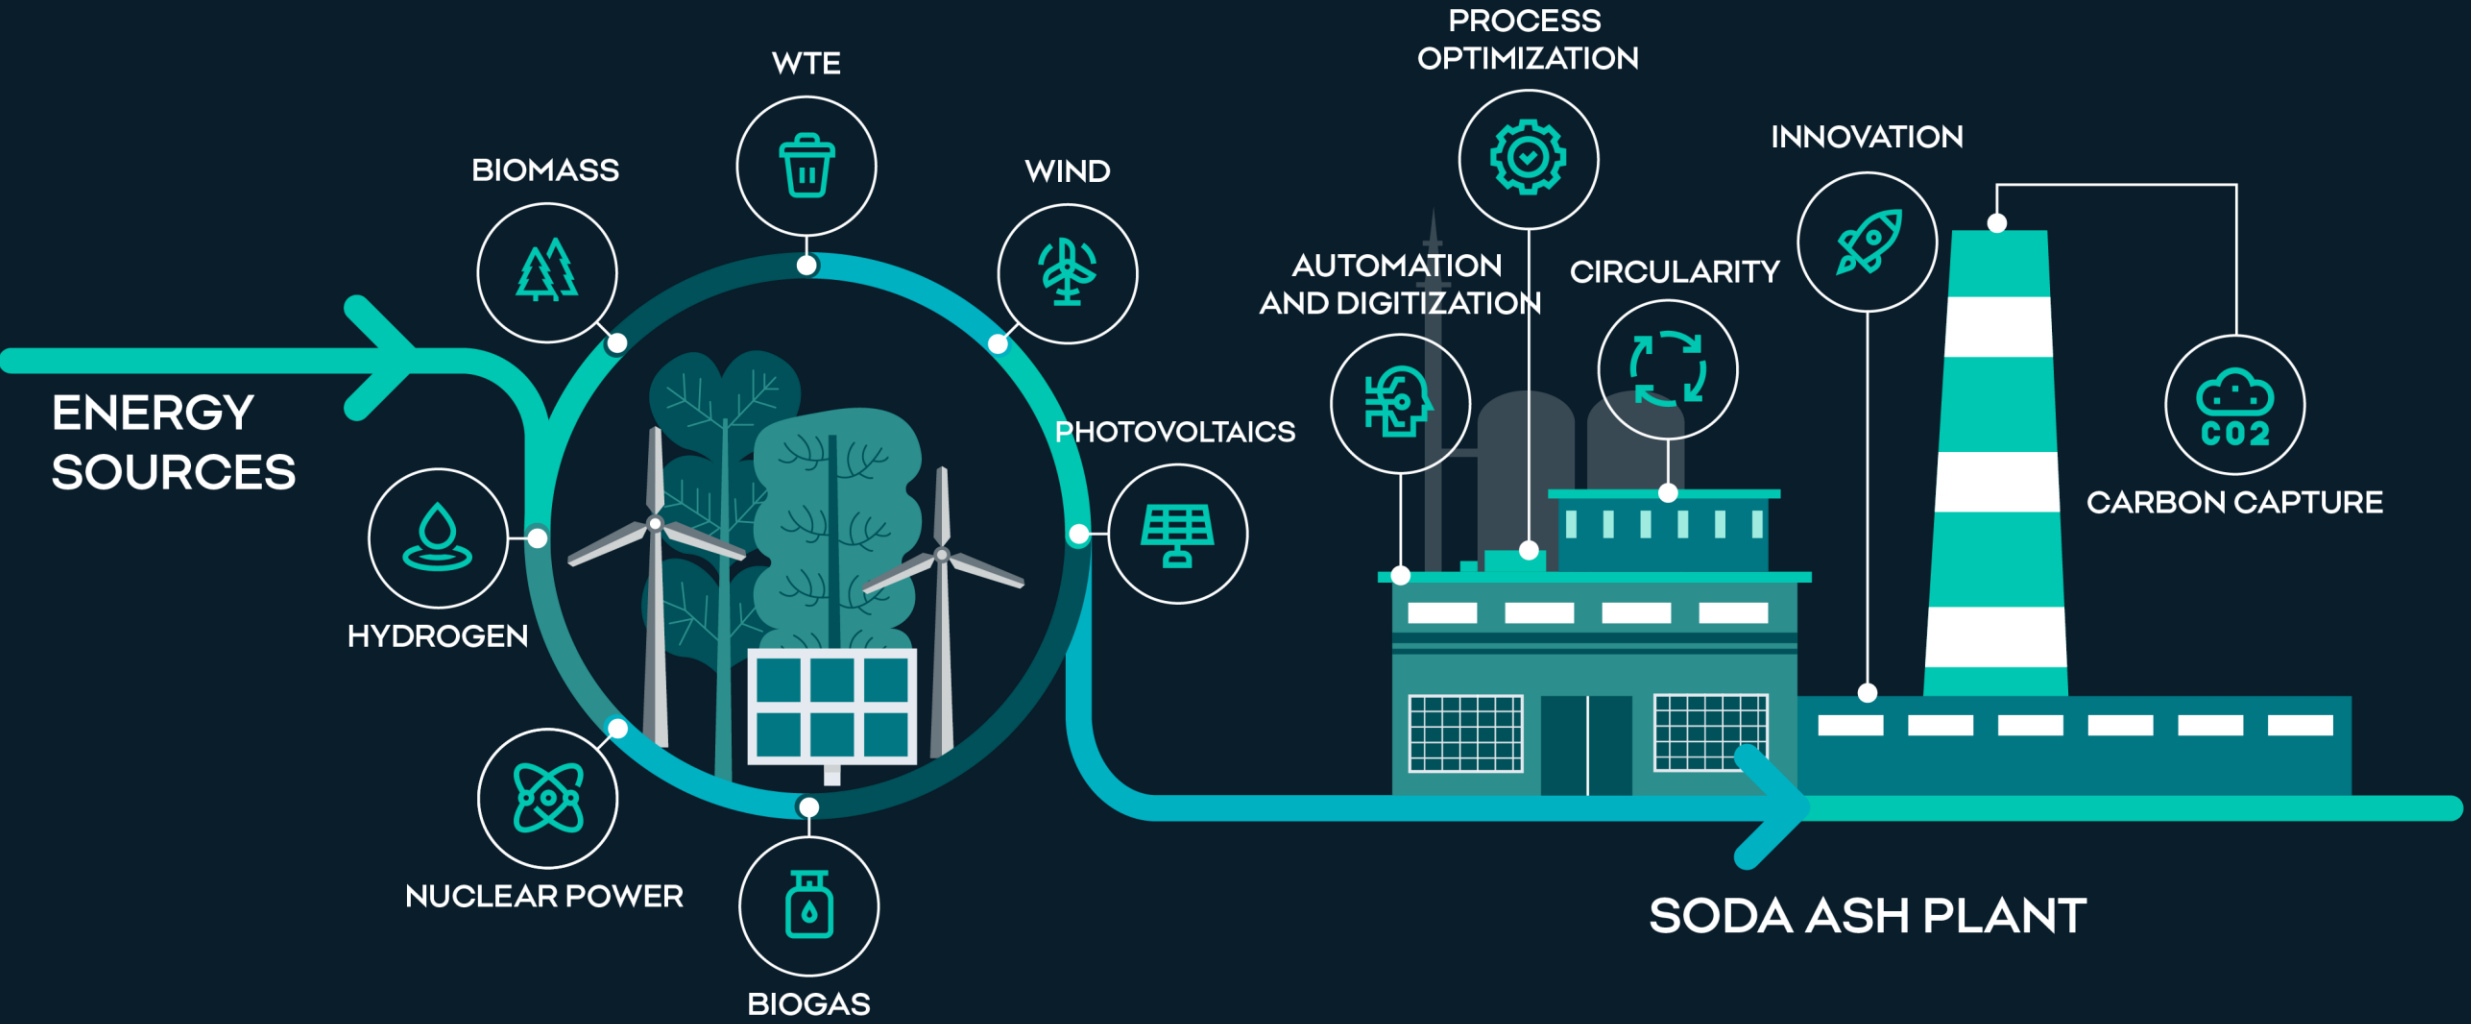 ENERGY
SOURCES
WTE
BIOMASS
WIND
PHOTOVOLTAICS
HYDROGEN
NUCLEAR POWER
BIOGAS
PROCESS
OPTIMIZATION
AUTOMATION
AND DIGITIZATION
CIRCULARITY
INNOVATION
CO2
CARBON CAPTURE
SODA ASH PLANT